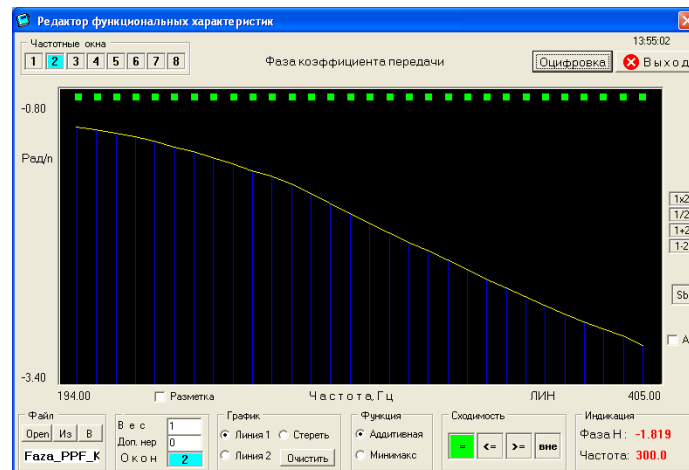 Редактор функциональных характеристик
13:55:02
Частотные окна
1 2 3 4 5 6 7 8
Фаза коэффициента передачи
Оцифровка
Выход
-0.80
Рад/п
1x2
1/2
1+2
1-2
Sb
А
-3.40
194.00
Разметка
Частота, Гц
ЛИН
405.00
Файл
Open Из В
Faza_PPF_K
Вес 1
Доп. нер 0
Окон 2
График
Линия 1 Стереть
Линия 2 Очистить
Функция
Аддитивная
Минимакс
Сходимость
= <= >= вне
Индикация
Фаза Н: -1.819
Частота: 300.0